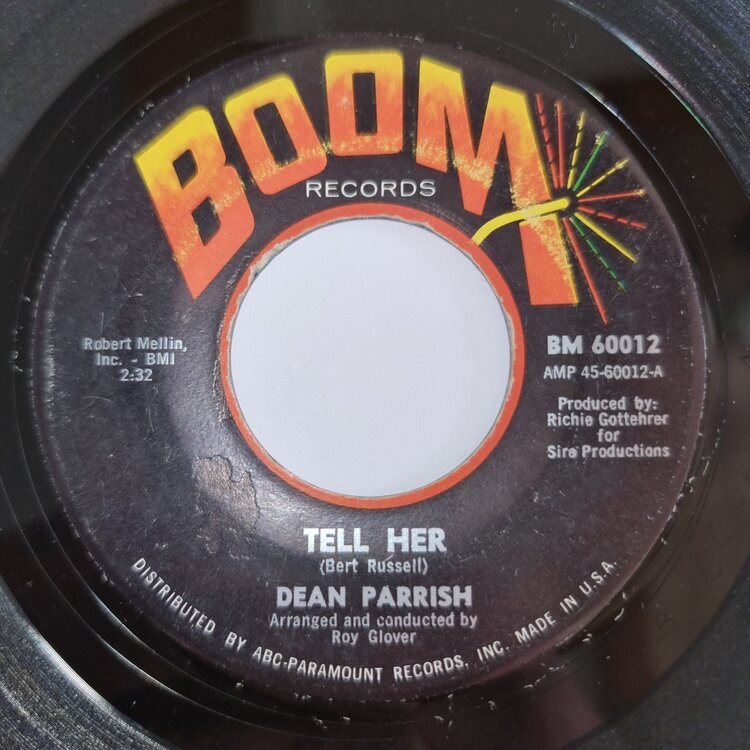 BOOM
RECORDS
Robert Mellin,
Inc. - BMI
2:32
BM 60012
AMP 45-60012-A
Produced by:
Richie Gottehrer
for
Sire Productions
TELL HER
(Bert Russell)
DEAN PARRISH
Arranged and conducted by
Roy Glover
DISTRIBUTED BY ABC-PARAMOUNT RECORDS, INC. MADE IN U.S.A.